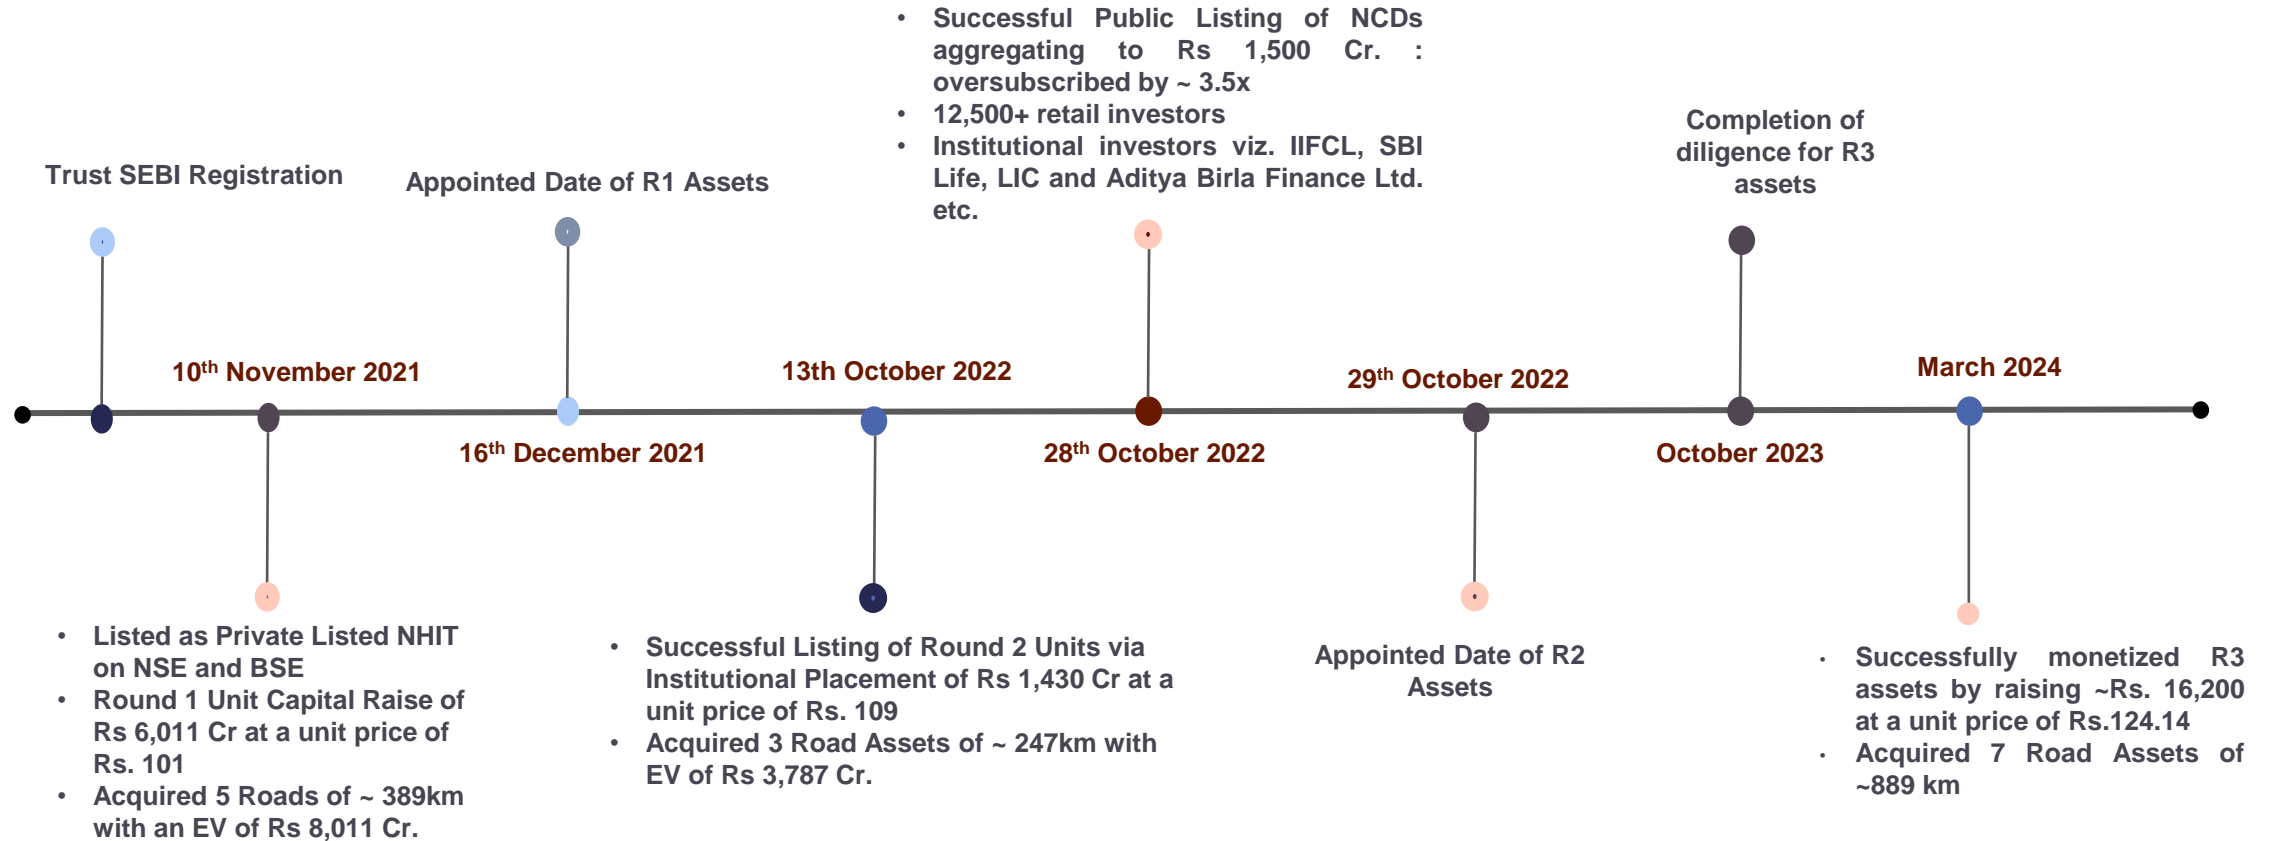 • Successful Public Listing of NCDs
aggregating to Rs 1,500 Cr. :
oversubscribed by ~ 3.5x
• 12,500+ retail investors
• Institutional investors viz. IIFCL, SBI
Life, LIC and Aditya Birla Finance Ltd.
etc.
Completion of
diligence for R3
assets
Trust SEBI Registration
Appointed Date of R1 Assets
10th November 2021
13th October 2022
29th October 2022
March 2024
16th December 2021
28th October 2022
October 2023
• Listed as Private Listed NHIT
on NSE and BSE
• Round 1 Unit Capital Raise of
Rs 6,011 Cr at a unit price of
Rs. 101
• Acquired 5 Roads of ~ 389km
with an EV of Rs 8,011 Cr.
• Successful Listing of Round 2 Units via
Institutional Placement of Rs 1,430 Cr at a
unit price of Rs. 109
• Acquired 3 Road Assets of ~ 247km with
EV of Rs 3,787 Cr.
Appointed Date of R2
Assets
• Successfully monetized R3
assets by raising ~Rs. 16,200
at a unit price of Rs.124.14
• Acquired 7 Road Assets of
~889 km